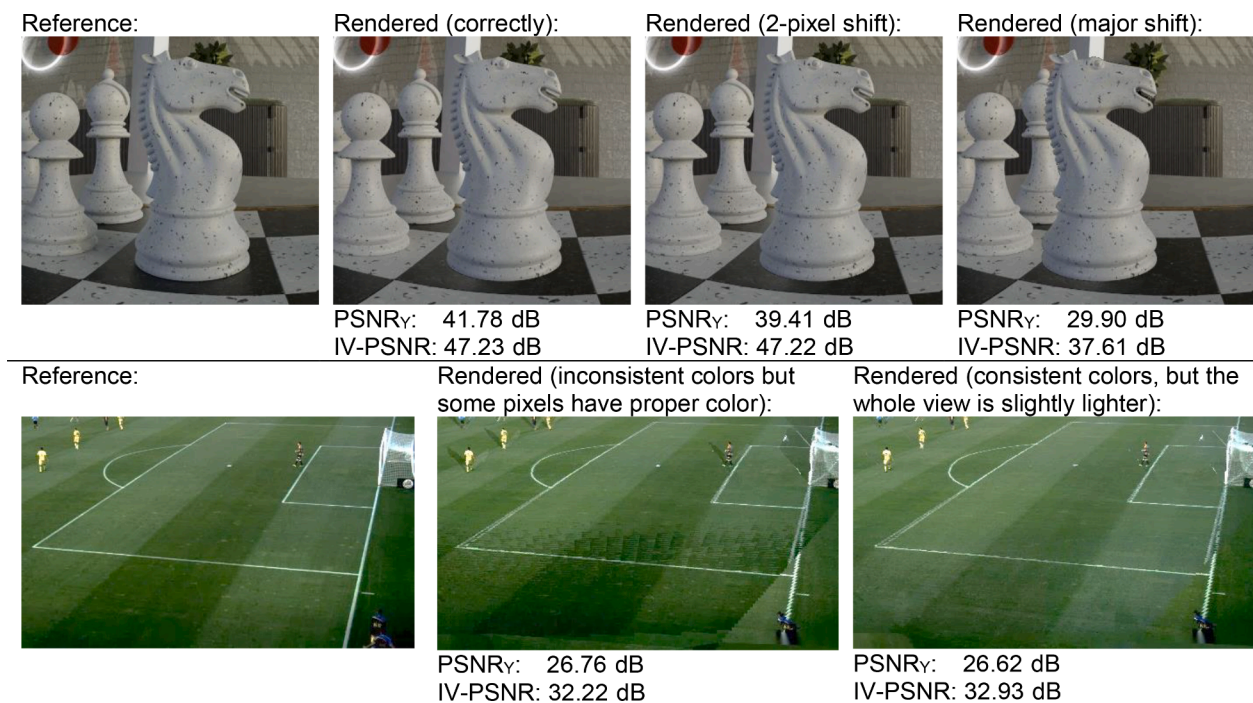 Reference:
Rendered (correctly):
Rendered (2-pixel shift):
Rendered (major shift):
PSNRY: 41.78 dB
IV-PSNR: 47.23 dB
PSNRY: 39.41 dB
IV-PSNR: 47.22 dB
PSNRY: 29.90 dB
IV-PSNR: 37.61 dB
Reference:
Rendered (inconsistent colors but
some pixels have proper color):
Rendered (consistent colors, but the
whole view is slightly lighter):
PSNRY: 26.76 dB
IV-PSNR: 32.22 dB
PSNRY: 26.62 dB
IV-PSNR: 32.93 dB